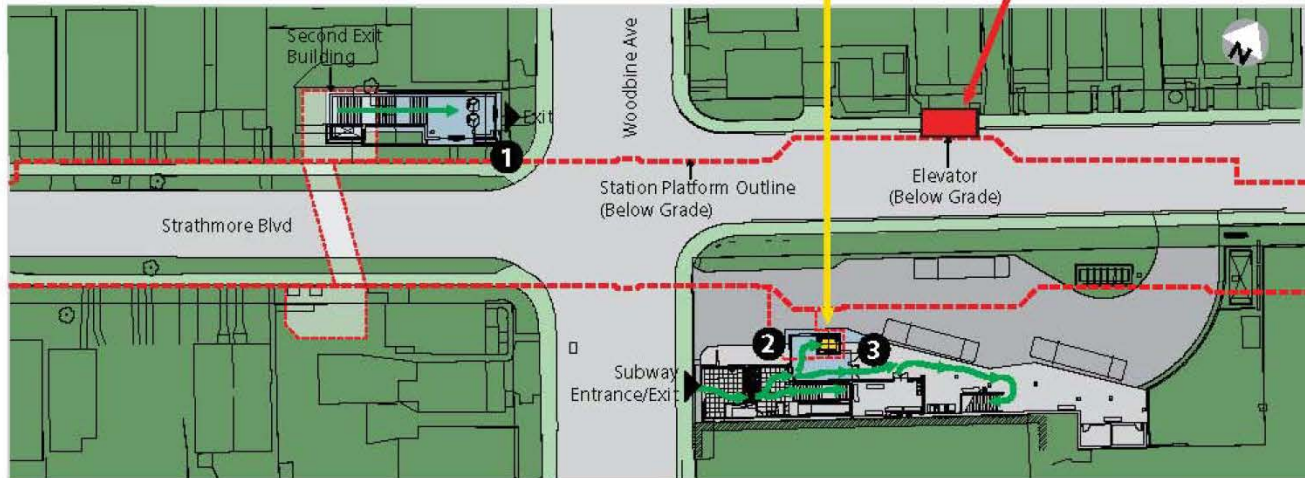 Second Exit
Building
Exit
Woodbine Ave
N
1
Station Platform Outline
(Below Grade)
Elevator
(Below Grade)
Strathmore Blvd
2
3
Subway
Entrance/Exit